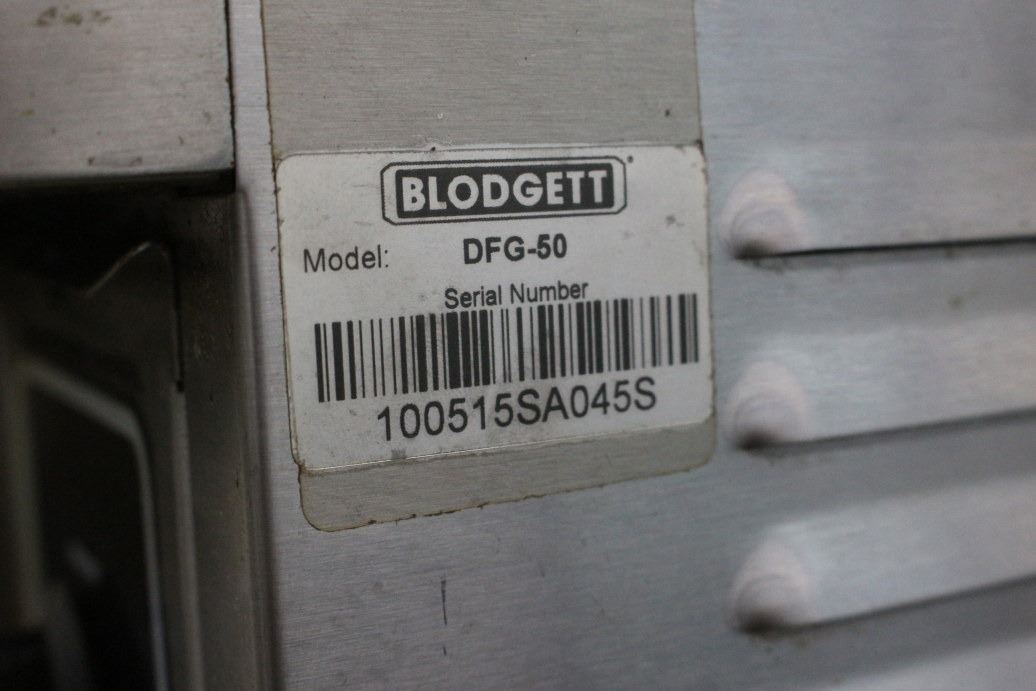 BLODGETT
Model: DFG-50
Serial Number
100515SA045S